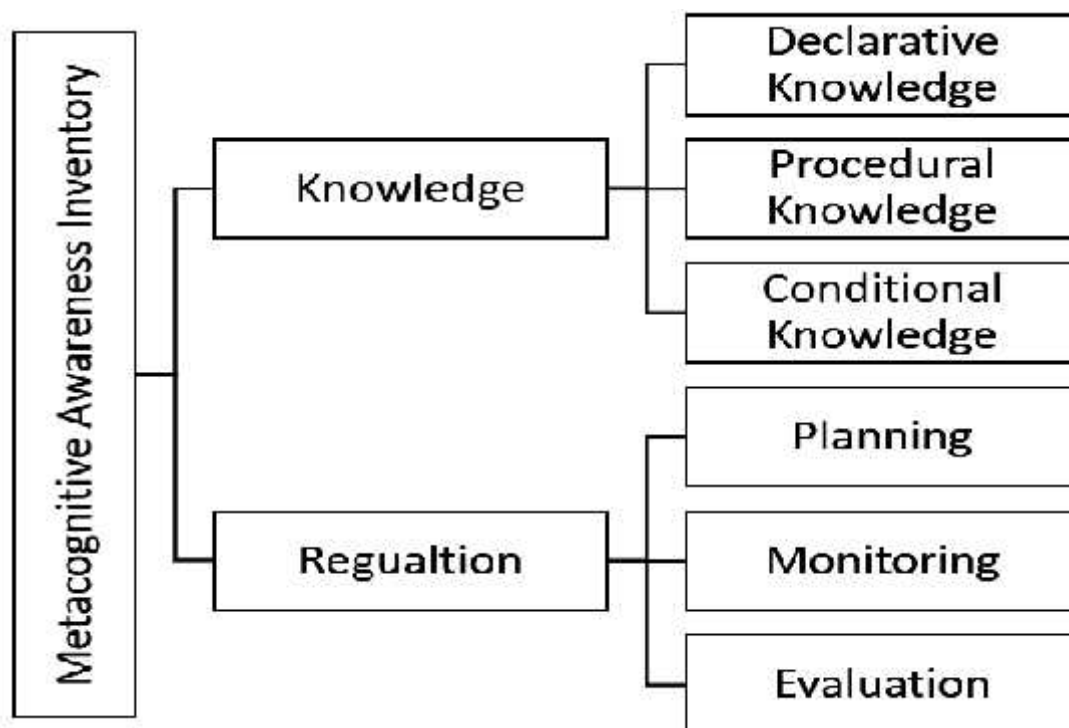 Metacognitive Awareness Inventory
Knowledge
Declarative
Knowledge
Procedural
Knowledge
Conditional
Knowledge
Regualtion
Planning
Monitoring
Evaluation